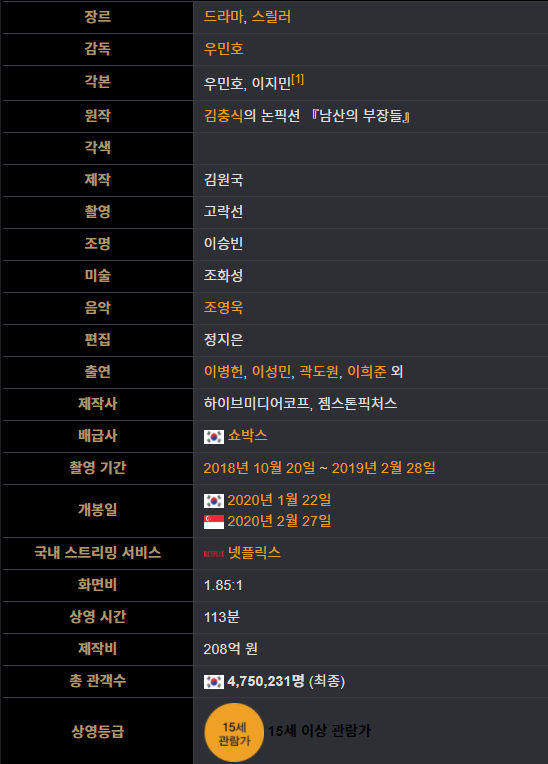 장르 드라마, 스릴러
감독 우민호
각본 우민호, 이지민[1]
원작 김충식의 논픽션 『남산의 부장들』
각색
제작 김원국
촬영 고락선
조명 이승빈
미술 조화성
음악 조영욱
편집 정지은
출연 이병헌, 이성민, 곽도원, 이희준 외
제작사 하이브미디어코프, 젬스톤픽처스
배급사 쇼박스
촬영 기간 2018년 10월 20일 ~ 2019년 2월 28일
개봉일 2020년 1월 22일
2020년 2월 27일
국내 스트리밍 서비스 NETFLIX 넷플릭스
화면비 1.85:1
상영 시간 113분
제작비 208억 원
총 관객수 4,750,231명 (최종)
상영등급 15세 관람가 15세 이상 관람가